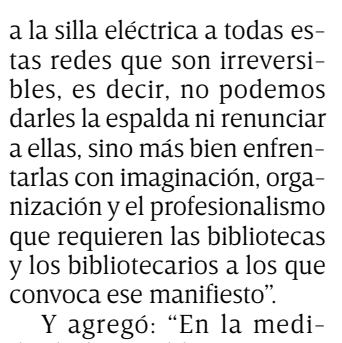 a la silla eléctrica a todas es-
tas redes que son irreversi-
bles, es decir, no podemos
darles la espalda ni renunciar
a ellas, sino más bien enfren-
tarlas con imaginación, orga-
nización y el profesionalismo
que requieren las bibliotecas
y los bibliotecarios a los que
convoca ese manifiesto”.
Y agregó: “En la medi-